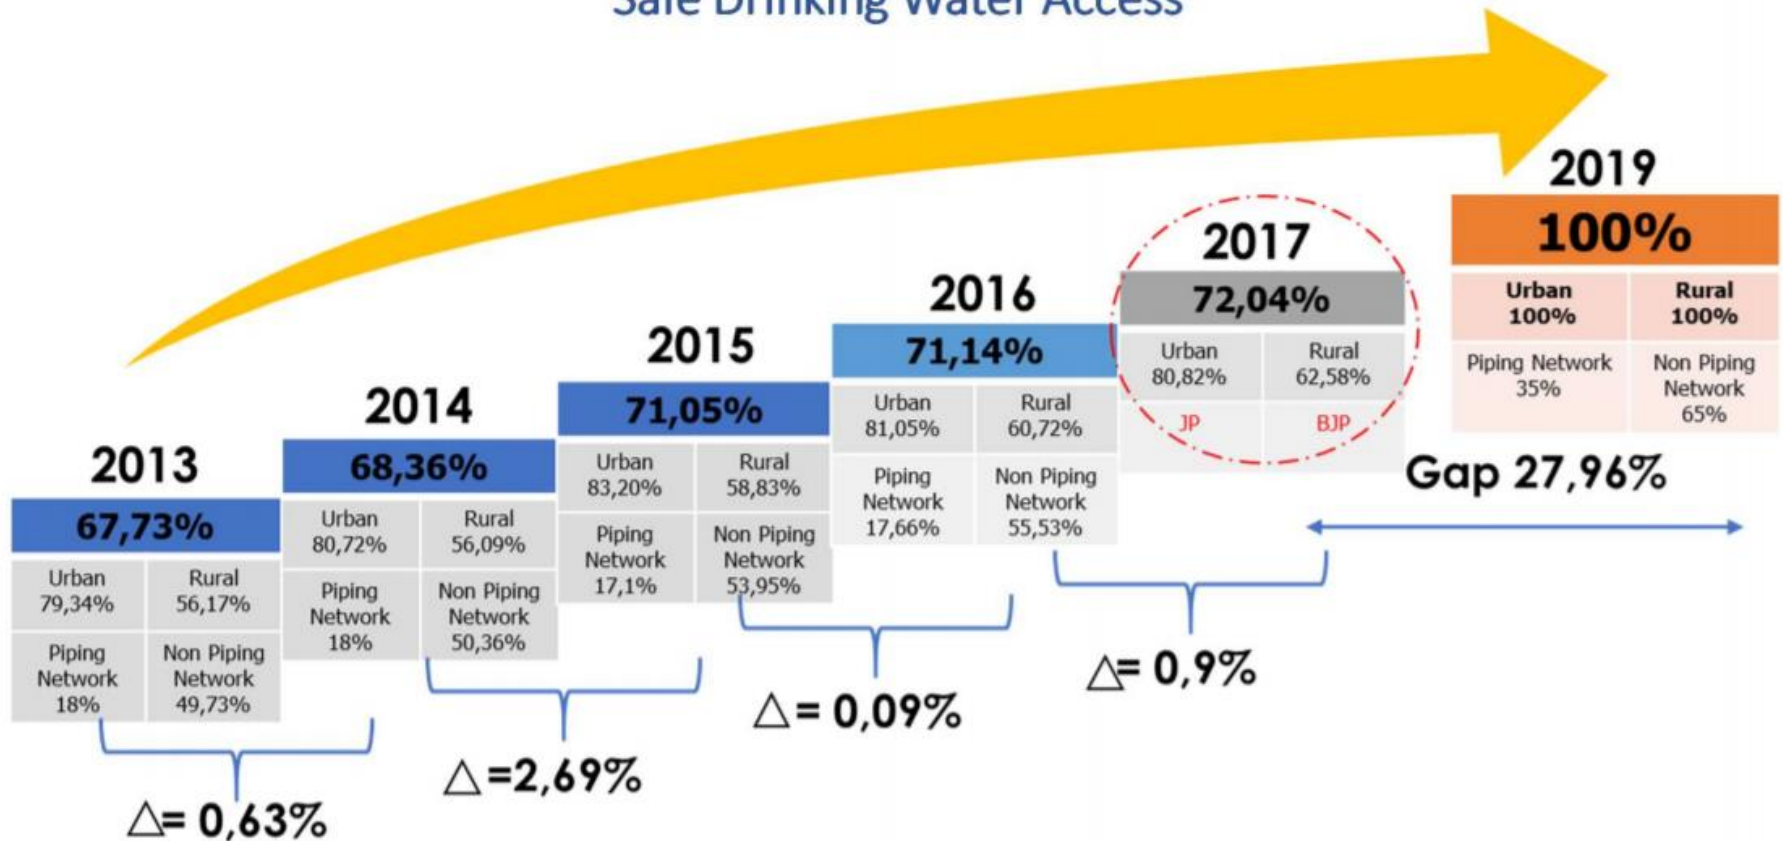 Safe Drinking Water Access
2013
67,73%
Urban
79,34%
Rural
56,17%
Piping
Network
18%
Non Piping
Network
49,73%
2014
68,36%
Urban
80,72%
Rural
56,09%
Piping
Network
18%
Non Piping
Network
50,36%
2015
71,05%
Urban
83,20%
Rural
58,83%
Piping
Network
17,1%
Non Piping
Network
53,95%
2016
71,14%
Urban
81,05%
Rural
60,72%
Piping
Network
17,66%
Non Piping
Network
55,53%
2017
72,04%
Urban
80,82%
Rural
62,58%
JP
BJP
2019
100%
Urban
100%
Rural
100%
Piping Network
35%
Non Piping
Network
65%
Gap 27,96%
△= 0,63%
△=2,69%
△= 0,09%
△= 0,9%